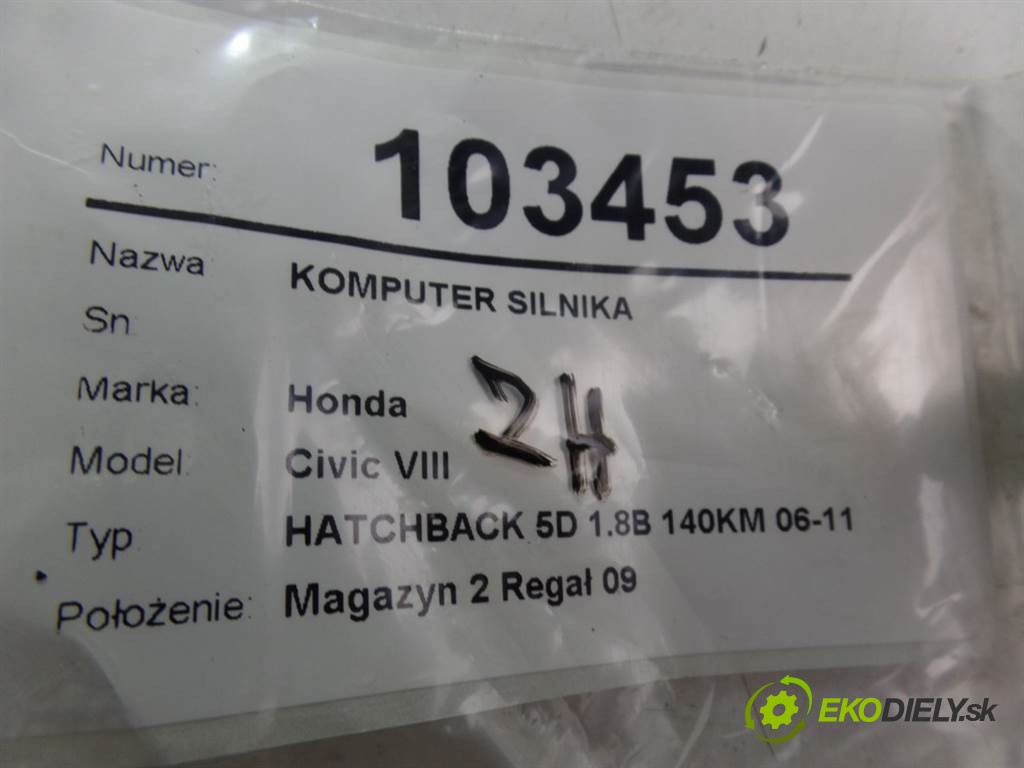 Numer: 103453
Nazwa KOMPUTER SILNIKA
Sn
Marka: Honda
2H
Model Civic VIII
Typ HATCHBACK 5D 1.8B 140KM 06-11
Położenie: Magazyn 2 Regał 09
EKODIELY.sk